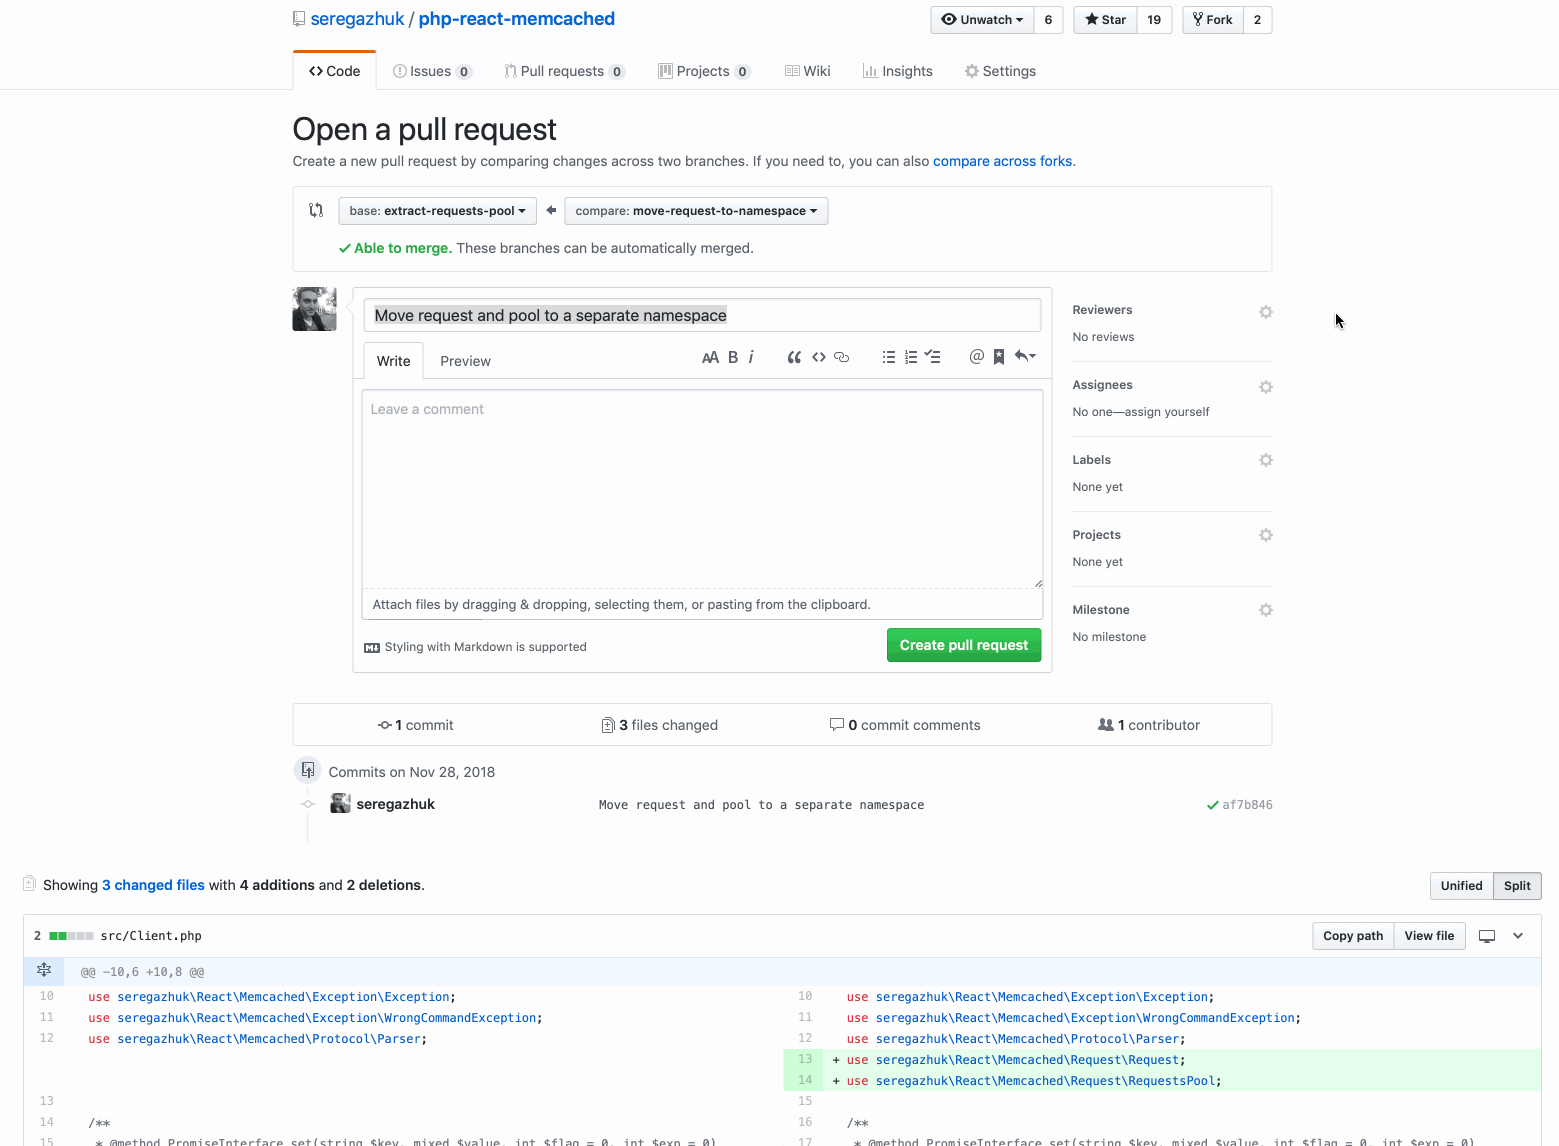 seregazhuk / php-react-memcached
Unwatch 6 Star 19 Fork 2
Code Issues 0 Pull requests 0 Projects 0 Wiki Insights Settings
Open a pull request
Create a new pull request by comparing changes across two branches. If you need to, you can also compare across forks.
base: extract-requests-pool compare: move-request-to-namespace
Able to merge. These branches can be automatically merged.
Move request and pool to a separate namespace
Write Preview AA B i
Leave a comment
Attach files by dragging & dropping, selecting them, or pasting from the clipboard.
Styling with Markdown is supported
Create pull request
Reviewers
No reviews
Assignees
No one—assign yourself
Labels
None yet
Projects
None yet
Milestone
No milestone
1 commit 3 files changed 0 commit comments 1 contributor
Commits on Nov 28, 2018
seregazhuk Move request and pool to a separate namespace af7b846
Showing 3 changed files with 4 additions and 2 deletions.
Unified Split
2 src/Client.php Copy path View file
@@ -10,6 +10,8 @@
10 use seregazhuk\React\Memcached\Exception\Exception; 10 use seregazhuk\React\Memcached\Exception\Exception;
11 use seregazhuk\React\Memcached\Exception\WrongCommandException; 11 use seregazhuk\React\Memcached\Exception\WrongCommandException;
12 use seregazhuk\React\Memcached\Protocol\Parser; 12 use seregazhuk\React\Memcached\Protocol\Parser;
13 + use seregazhuk\React\Memcached\Request\Request;
14 + use seregazhuk\React\Memcached\Request\RequestsPool;
13 15
14 /** 16 /**
15 * @method PromiseInterface set(string $key, mixed $value, int $flag = 0, int $exp = 0) 17 * @method PromiseInterface set(string $key, mixed $value, int $flag = 0, int $exp = 0)